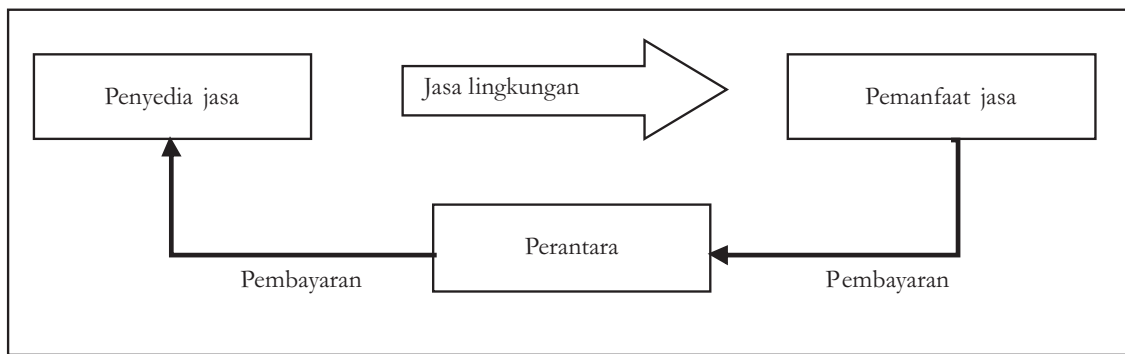 Penyedia jasa
Jasa lingkungan
Pemanfaat jasa
Perantara
Pembayaran
Pembayaran